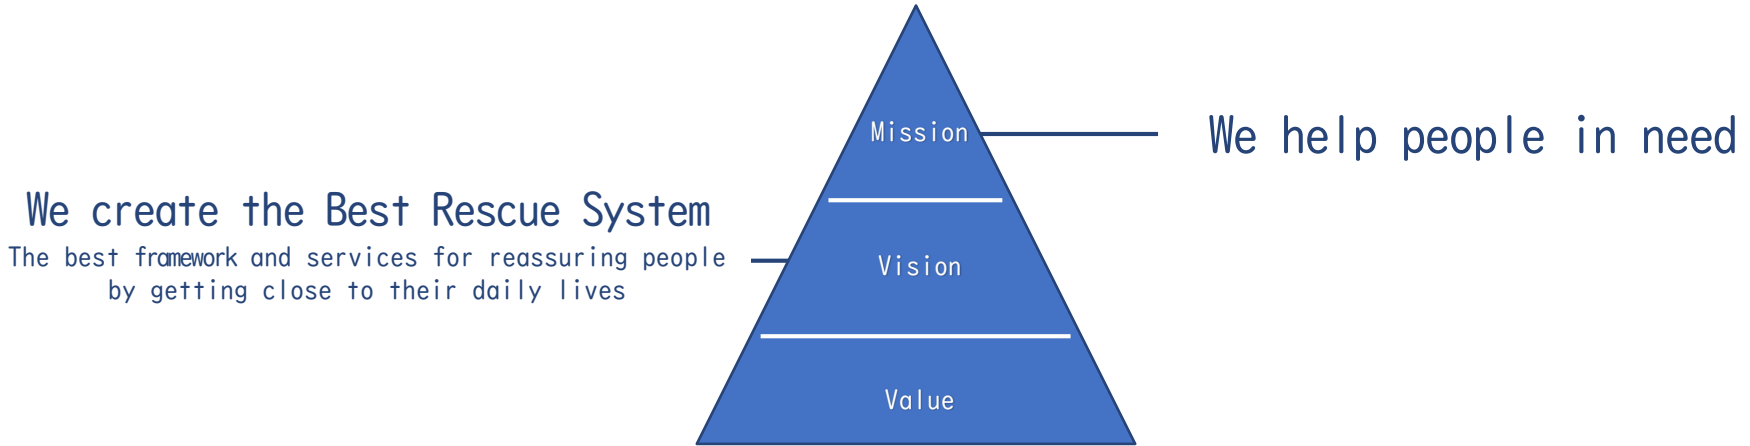 Mission
We help people in need
We create the Best Rescue System
The best framework and services for reassuring people
by getting close to their daily lives
Vision
Value